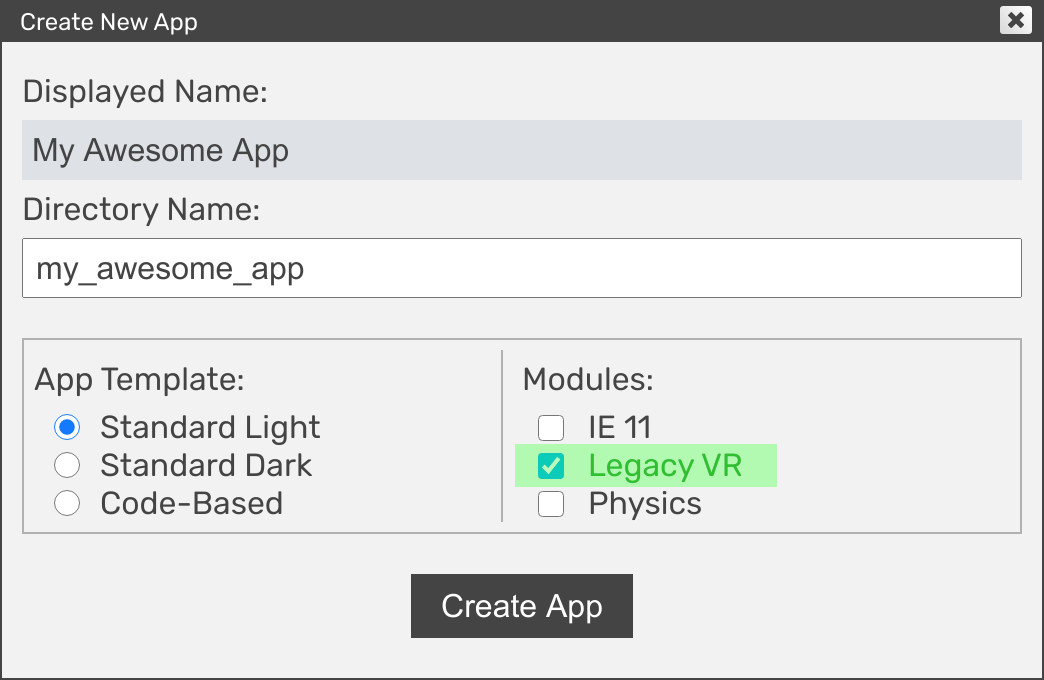 Create New App
Displayed Name:
My Awesome App
Directory Name:
my_awesome_app
App Template:
Standard Light
Standard Dark
Code-Based
Modules:
IE 11
Legacy VR
Physics
Create App